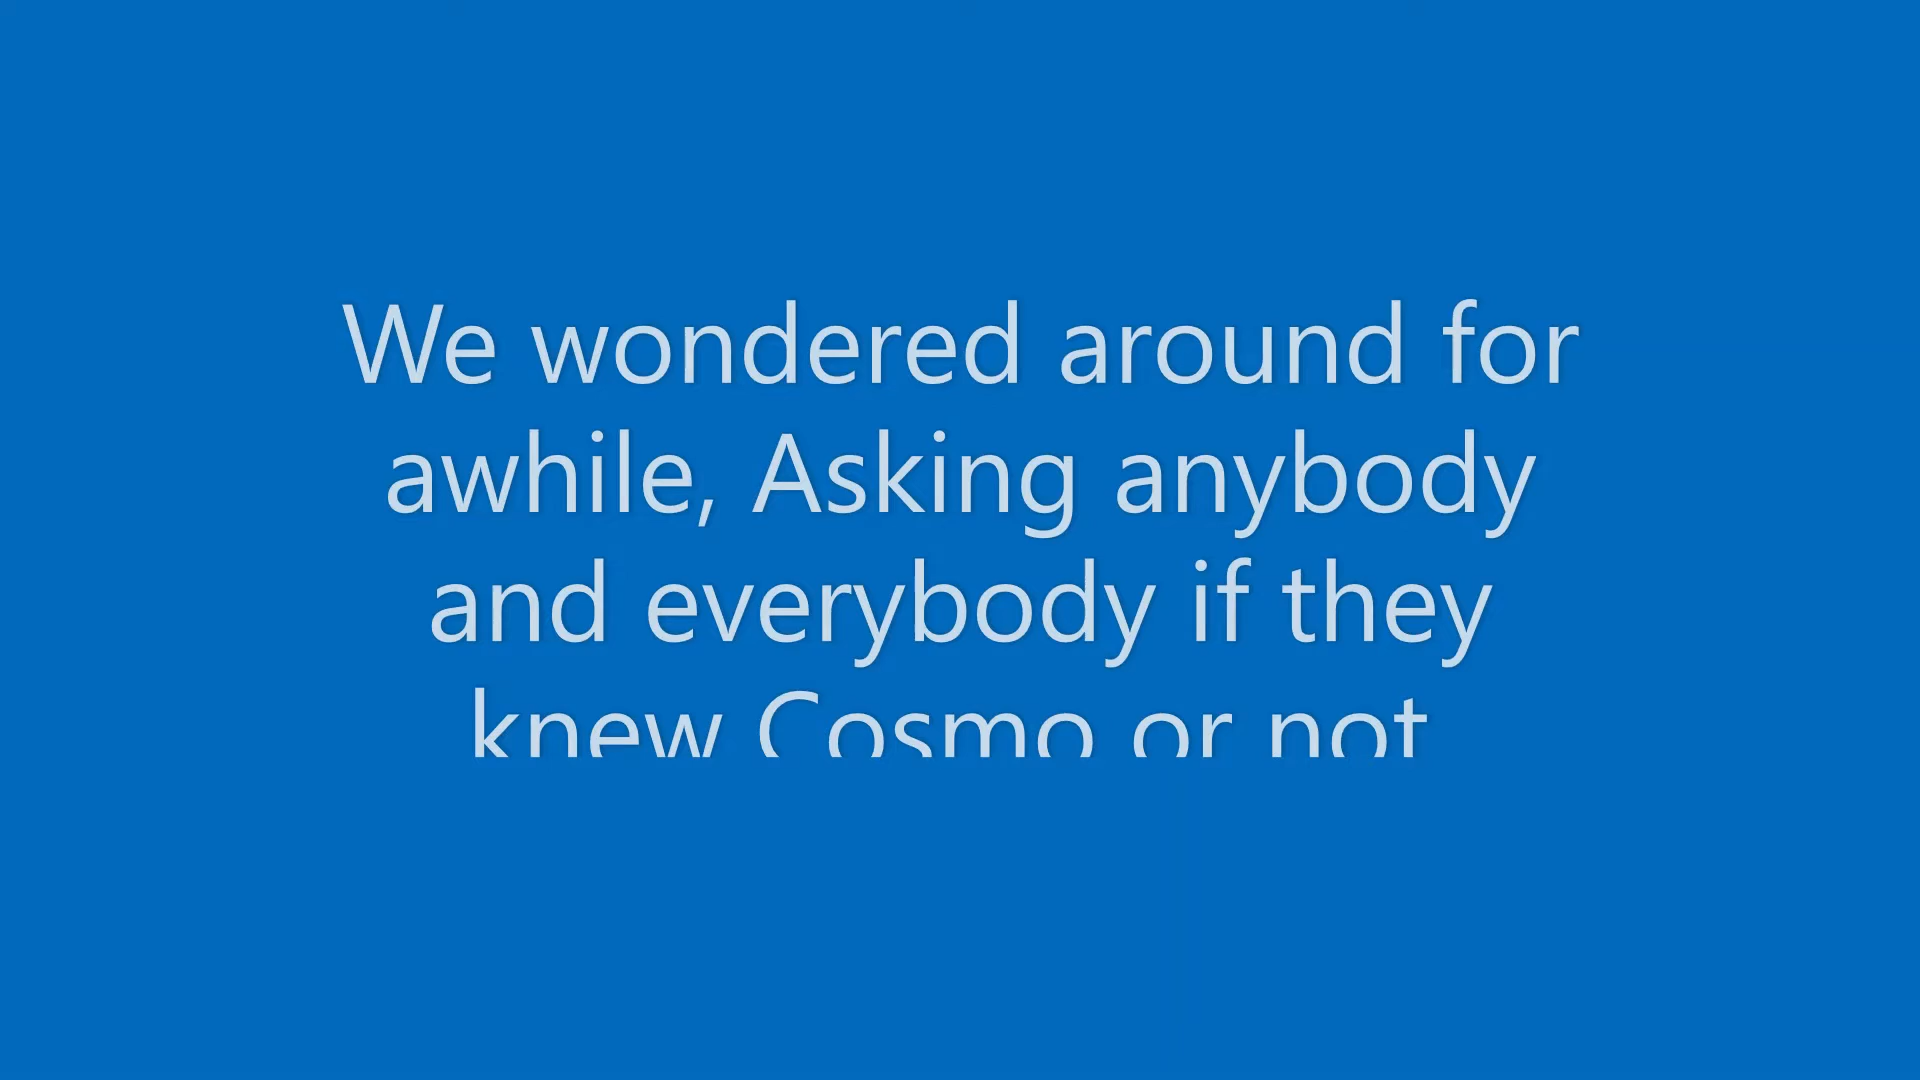 We wondered around for
awhile, Asking anybody
and everybody if they
knew Cosmo or not